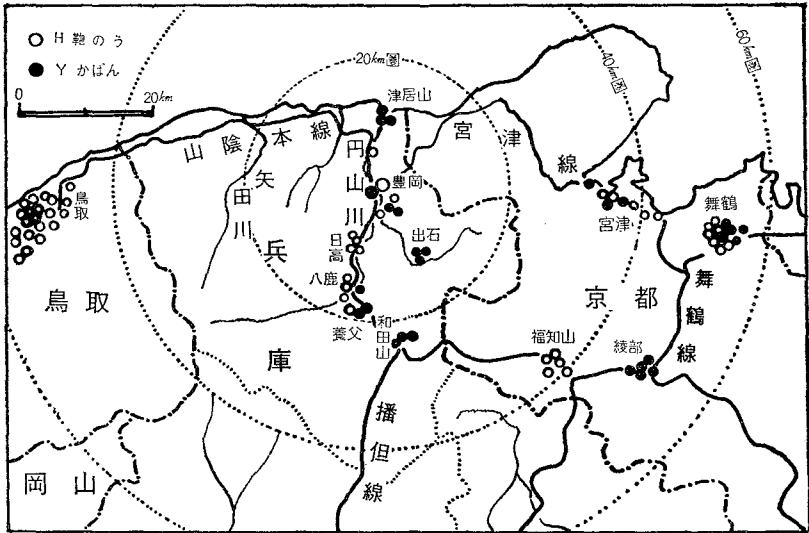 ○ H 鞄のう
● Y かばん
0 20km
20km圏
40km圏
60km圏
津居山
山陰本線
円山川
宮津線
矢田川
豊岡
鳥取
出石
日高
宮津
舞鶴
兵庫
八鹿
鳥取
京都
舞鶴線
養父
和田山
福知山
綾部
播但線
岡山